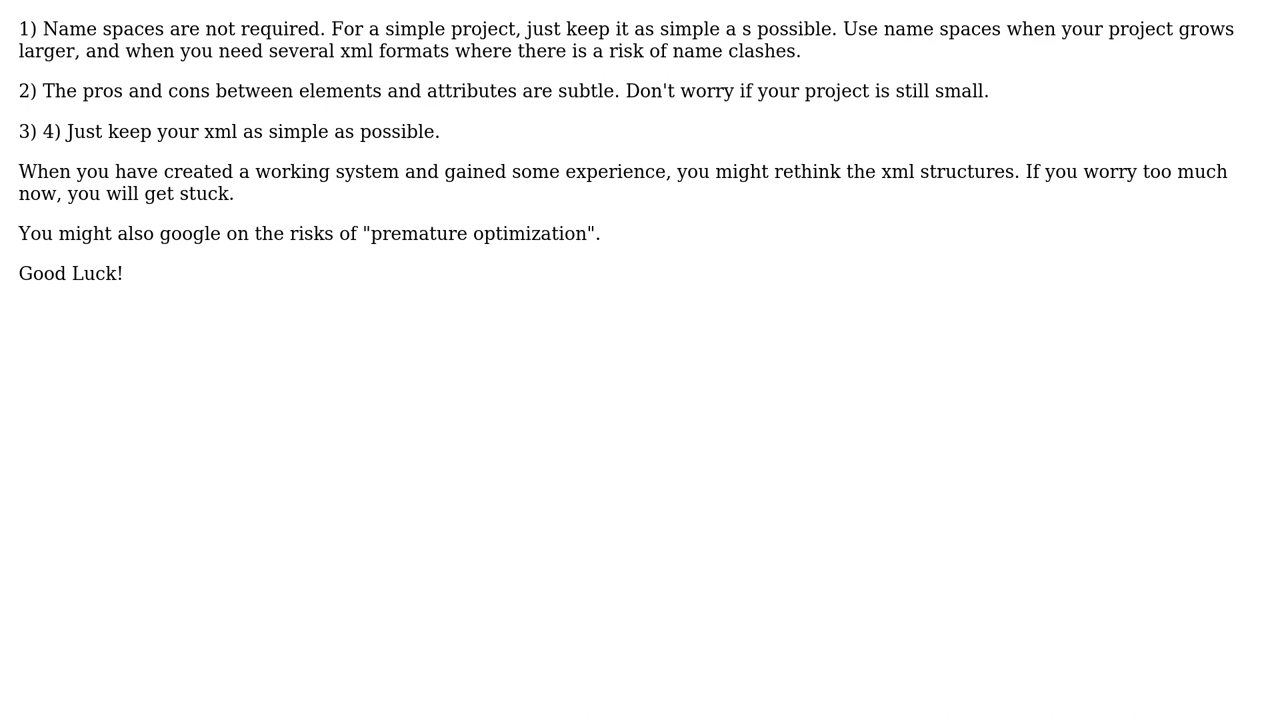 1) Name spaces are not required. For a simple project, just keep it as simple a s possible. Use name spaces when your project grows
larger, and when you need several xml formats where there is a risk of name clashes.
2) The pros and cons between elements and attributes are subtle. Don't worry if your project is still small.
3) 4) Just keep your xml as simple as possible.
When you have created a working system and gained some experience, you might rethink the xml structures. If you worry too much
now, you will get stuck.
You might also google on the risks of "premature optimization".
Good Luck!